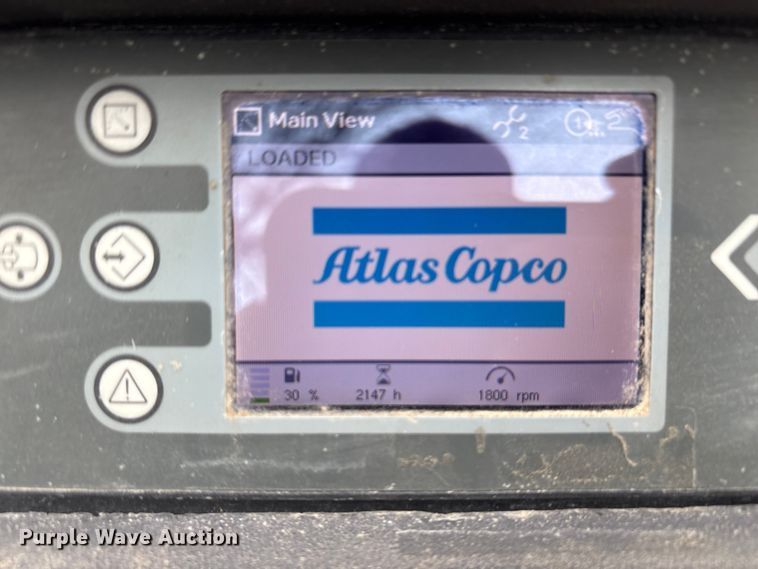 Main View
LOADED
Atlas Copco
30 % 2147 h 1800 rpm
Purple Wave Auction